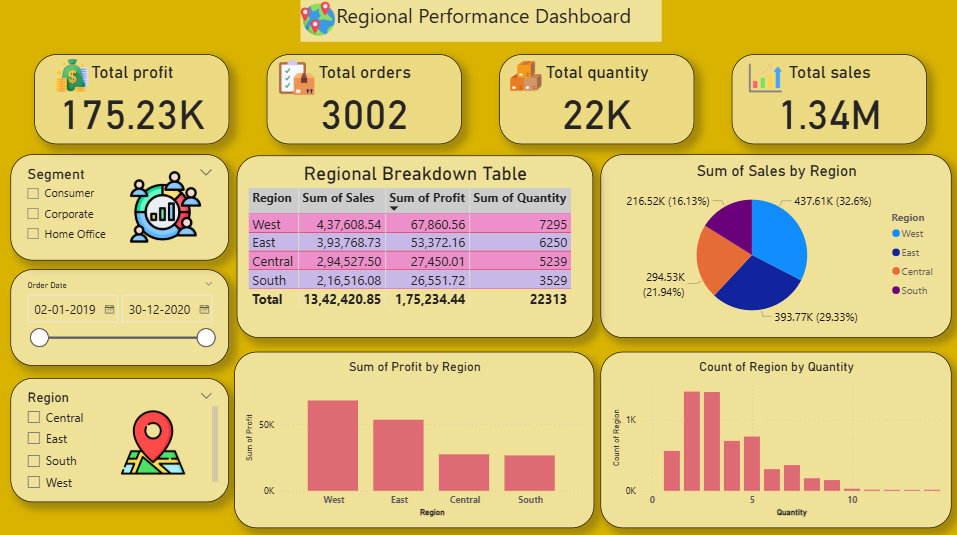 Regional Performance Dashboard
Total profit
175.23K
Total orders
3002
Total quantity
22K
Total sales
1.34M
Segment
Consumer
Corporate
Home Office
Order Date
02-01-2019
30-12-2020
Region
Central
East
South
West
Regional Breakdown Table
Region Sum of Sales Sum of Profit Sum of Quantity
West 4,37,608.54 67,860.56 7295
East 3,93,768.73 53,372.16 6250
Central 2,94,527.50 27,450.01 5239
South 2,16,516.08 26,551.72 3529
Total 13,42,420.85 1,75,234.44 22313
Sum of Sales by Region
216.52K (16.13%)
437.61K (32.6%)
294.53K
(21.94%)
393.77K (29.33%)
Region
West
East
Central
South
Sum of Profit by Region
Sum of Profit
50K
0K
West East Central South
Region
Count of Region by Quantity
Count of Region
1K
0K
0 5 10
Quantity